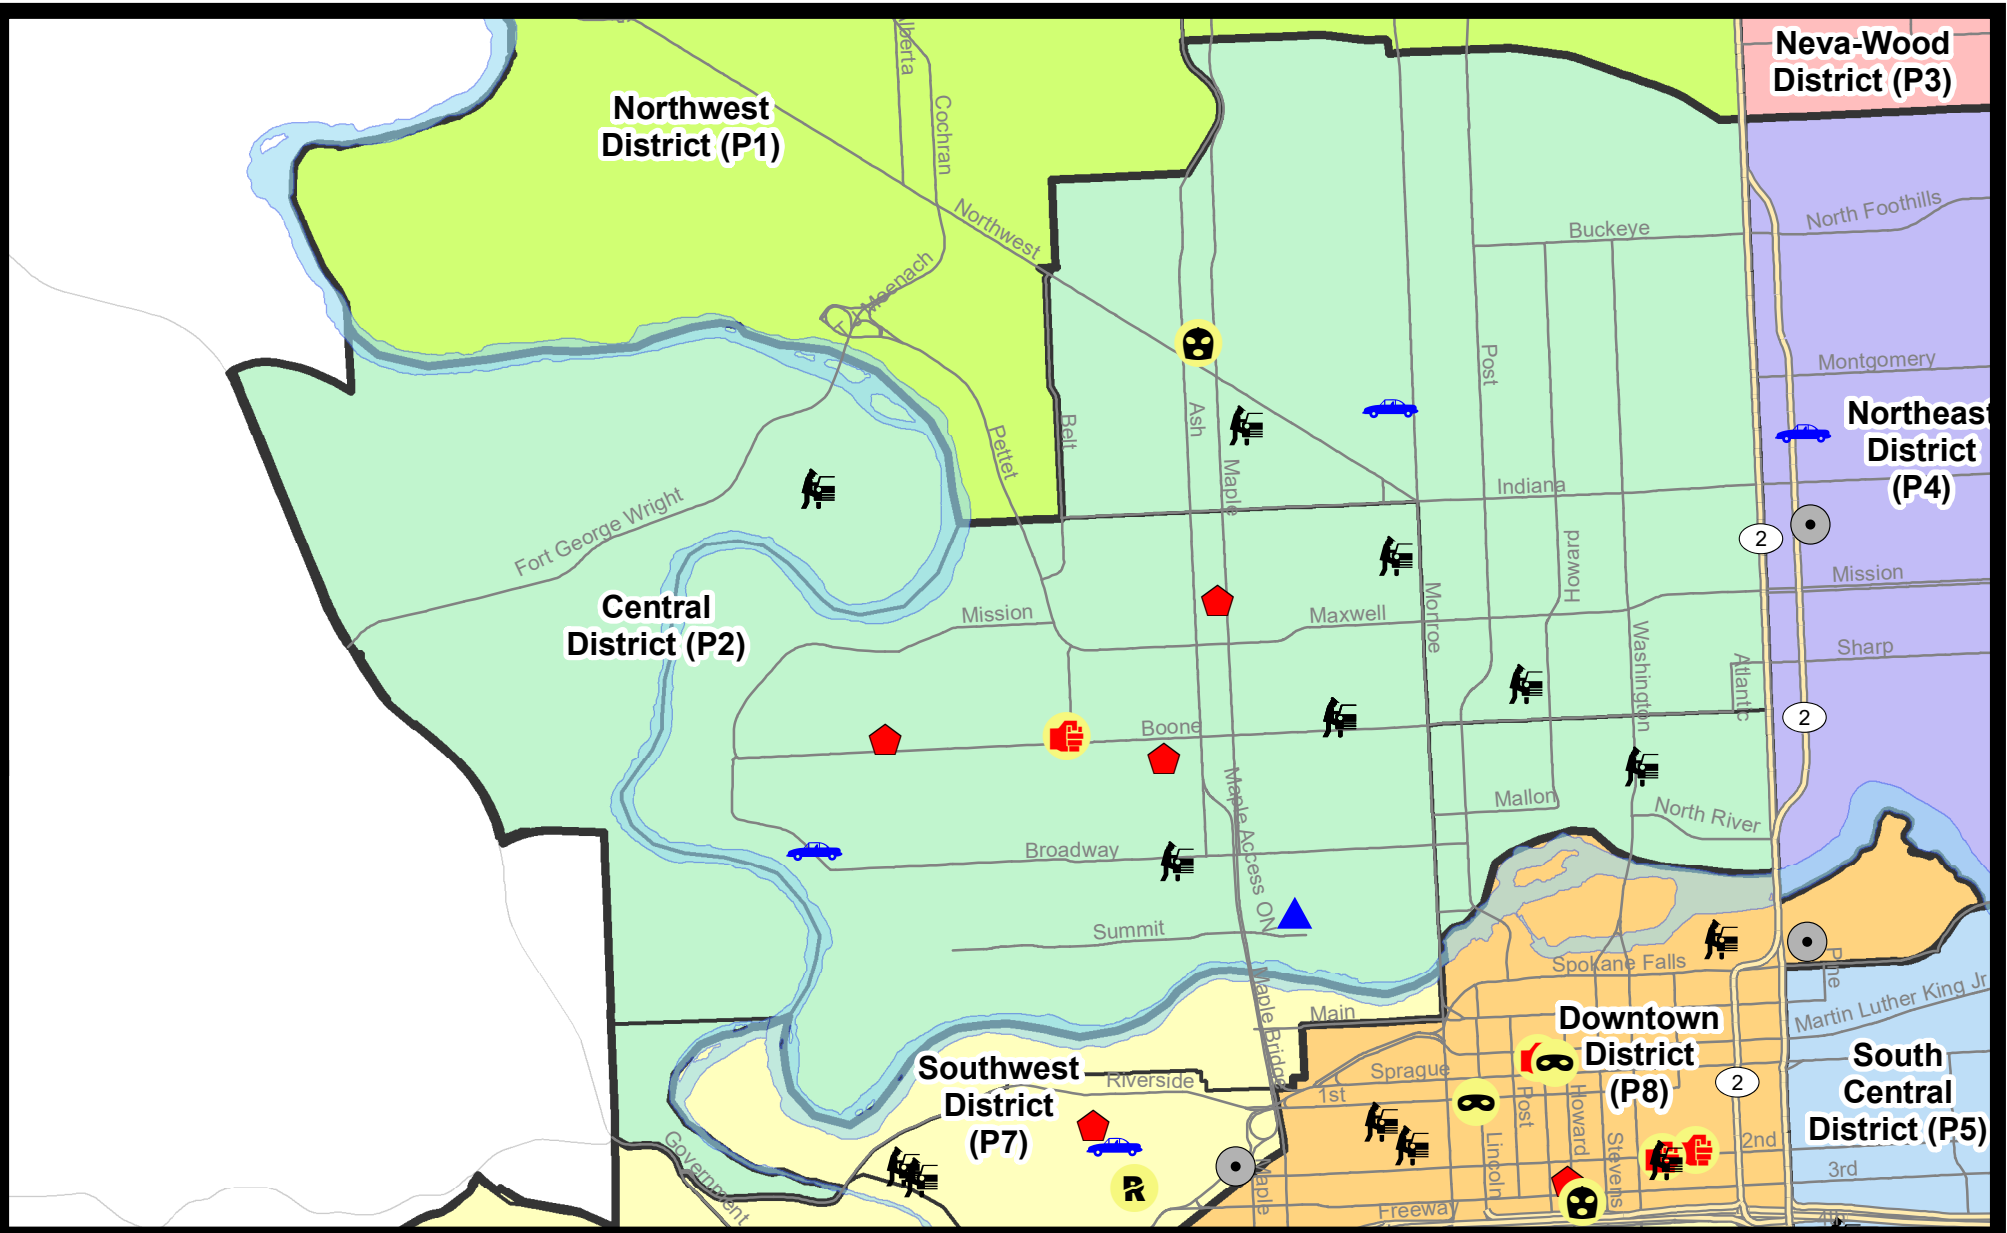 Neva-Wood
District (P3)
Northwest
District (P1)
Cochran
Northwest
North Foothills
Buckeye
Meenach
Post
Montgomery
Northeast
District
(P4)
Belt
Ash
Pettet
Maple
Indiana
Fort George Wright
2
Howard
Mission
Central
District (P2)
Mission
Maxwell
Monroe
Washington
Sharp
Atlantic
2
Boone
Maple Access ON
Mallon
North River
Broadway
Summit
Spokane Falls
Pine
Martin Luther King Jr
Maple Bridge
Main
Downtown
District
(P8)
Southwest
District
(P7)
Riverside
Sprague
1st
2
South
Central
District (P5)
Post
Howard
Lincoln
Stevens
2nd
3rd
Government
R
Maple
Freeway